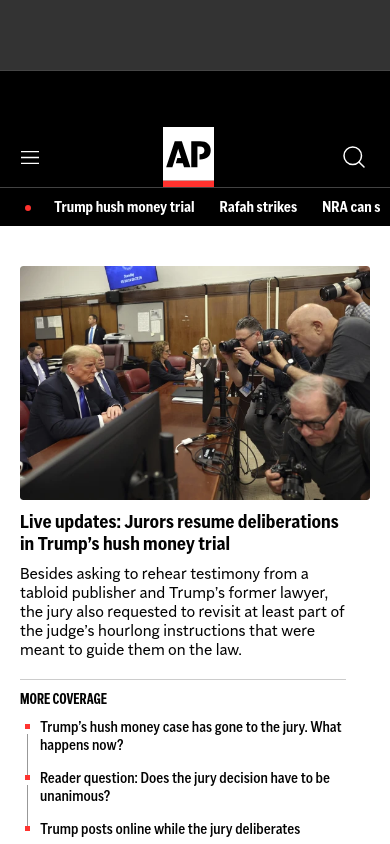 AP
Trump hush money trial Rafah strikes NRA can s
Live updates: Jurors resume deliberations
in Trump's hush money trial
Besides asking to rehear testimony from a
tabloid publisher and Trump's former lawyer,
the jury also requested to revisit at least part of
the judge's hourlong instructions that were
meant to guide them on the law.
MORE COVERAGE
Trump's hush money case has gone to the jury. What
happens now?
Reader question: Does the jury decision have to be
unanimous?
Trump posts online while the jury deliberates